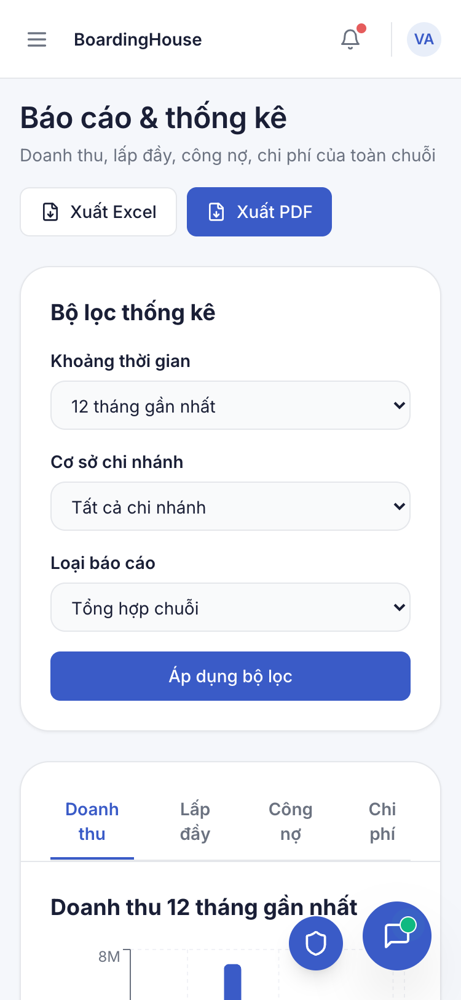 BoardingHouse
VA
Báo cáo & thống kê
Doanh thu, lấp đầy, công nợ, chi phí của toàn chuỗi
Xuất Excel
Xuất PDF
Bộ lọc thống kê
Khoảng thời gian
12 tháng gần nhất
Cơ sở chi nhánh
Tất cả chi nhánh
Loại báo cáo
Tổng hợp chuỗi
Áp dụng bộ lọc
Doanh
thu
Lấp
đầy
Công
nợ
Chi
phí
Doanh thu 12 tháng gần nhất
8M